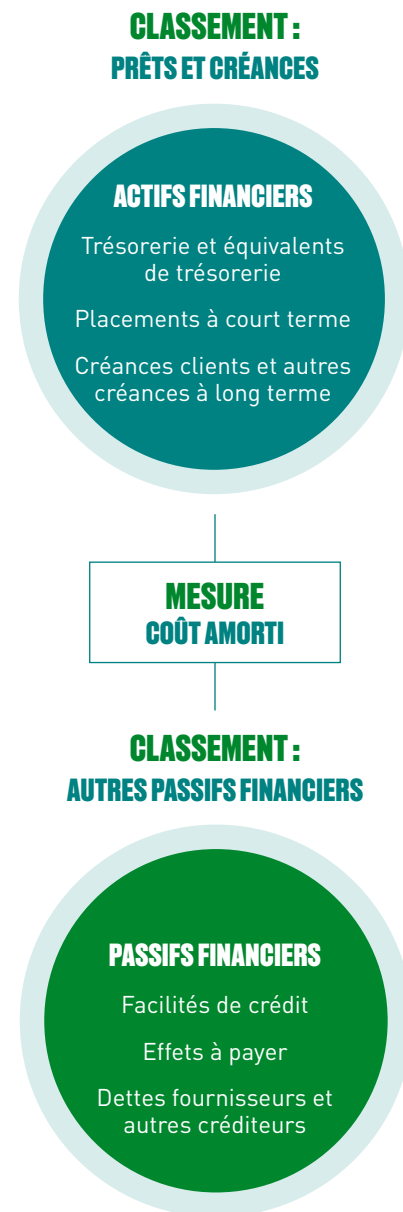 CLASSEMENT :
PRÊTS ET CRÉANCES
ACTIFS FINANCIERS
Trésorerie et équivalents
de trésorerie
Placements à court terme
Créances clients et autres
créances à long terme
MESURE
COÛT AMORTI
CLASSEMENT :
AUTRES PASSIFS FINANCIERS
PASSIFS FINANCIERS
Facilités de crédit
Effets à payer
Dettes fournisseurs et
autres créditeurs